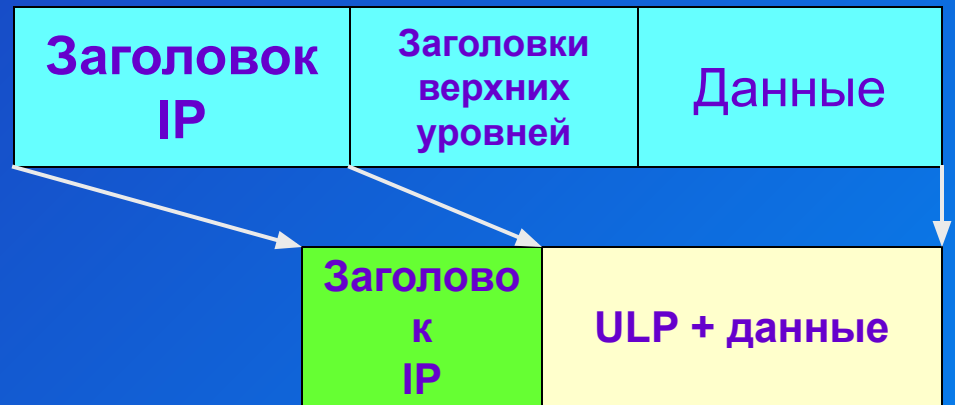 Заголовок
IP
Заголовки
верхних
уровней
Данные
Заголово
к
IP
ULP + данные